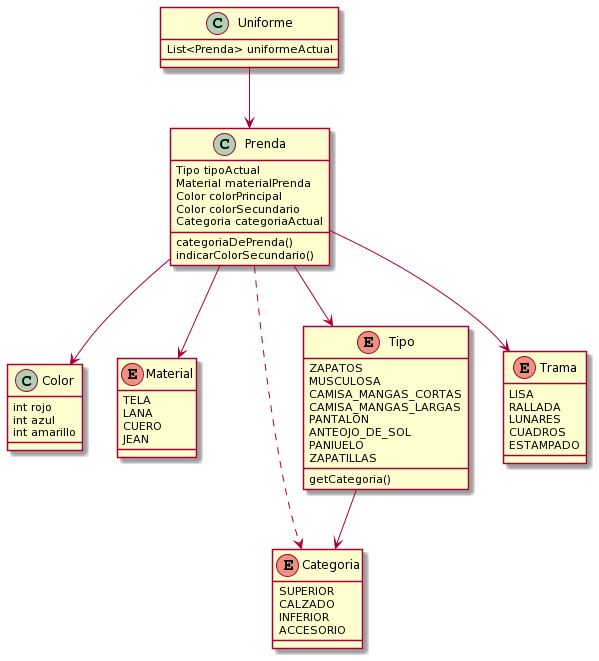 C Uniforme
List<Prenda> uniformeActual
C Prenda
Tipo tipoActual
Material materialPrenda
Color colorPrincipal
Color colorSecundario
Categoria categoriaActual
categoriaDePrenda()
indicarColorSecundario()
C Color
int rojo
int azul
int amarillo
E Material
TELA
LANA
CUERO
JEAN
E Tipo
ZAPATOS
MUSCULOSA
CAMISA_MANGAS_CORTAS
CAMISA_MANGAS_LARGAS
PANTALON
ANTEOJO_DE_SOL
PANIUELO
ZAPATILLAS
getCategoria()
E Trama
LISA
RALLADA
LUNARES
CUADROS
ESTAMPADO
E Categoria
SUPERIOR
CALZADO
INFERIOR
ACCESORIO